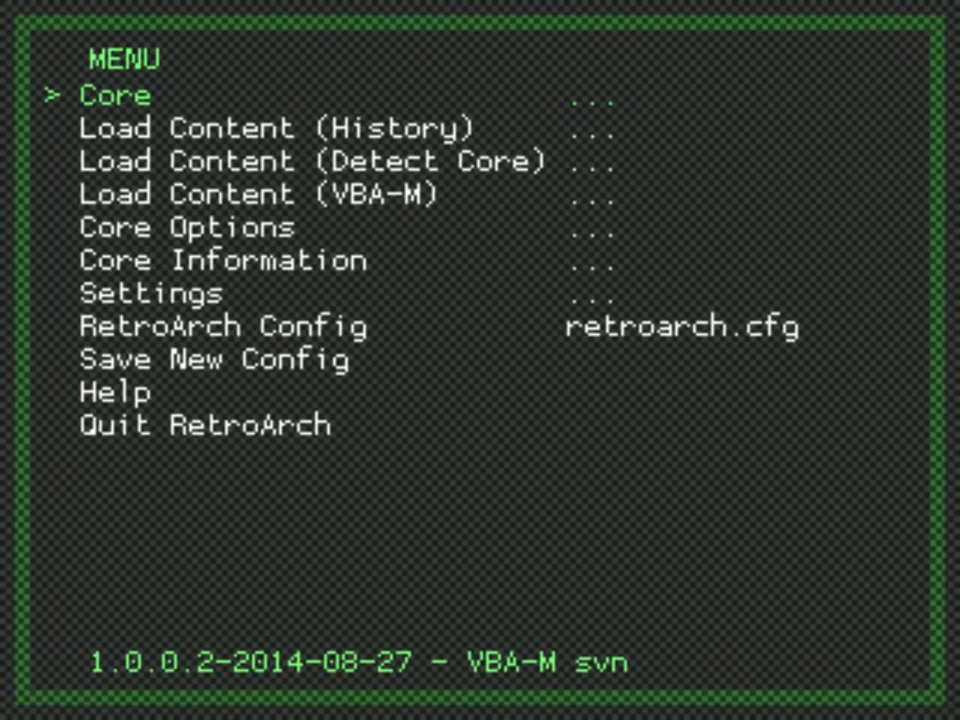 MENU
> Core ...
Load Content (History) ...
Load Content (Detect Core) ...
Load Content (VBA-M) ...
Core Options ...
Core Information ...
Settings ...
RetroArch Config retroarch.cfg
Save New Config
Help
Quit RetroArch
1.0.0.2-2014-08-27 - VBA-M svn